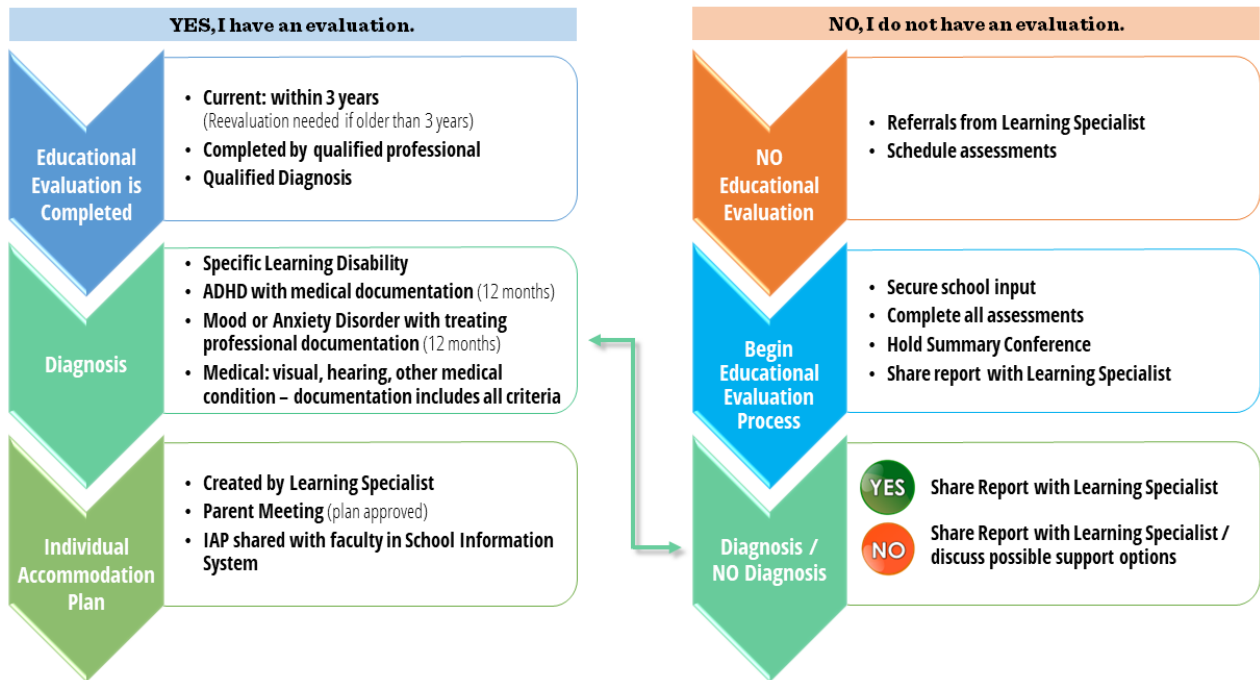 YES, I have an evaluation.
Educational
Evaluation is
Completed
• Current: within 3 years
(Reevaluation needed if older than 3 years)
• Completed by qualified professional
• Qualified Diagnosis
Diagnosis
• Specific Learning Disability
• ADHD with medical documentation (12 months)
• Mood or Anxiety Disorder with treating
professional documentation (12 months)
• Medical: visual, hearing, other medical
condition – documentation includes all criteria
Individual
Accommodation
Plan
• Created by Learning Specialist
• Parent Meeting (plan approved)
• IAP shared with faculty in School Information
System
NO, I do not have an evaluation.
NO
Educational
Evaluation
• Referrals from Learning Specialist
• Schedule assessments
Begin
Educational
Evaluation
Process
• Secure school input
• Complete all assessments
• Hold Summary Conference
• Share report with Learning Specialist
Diagnosis /
NO Diagnosis
YES
Share Report with Learning Specialist
NO
Share Report with Learning Specialist /
discuss possible support options